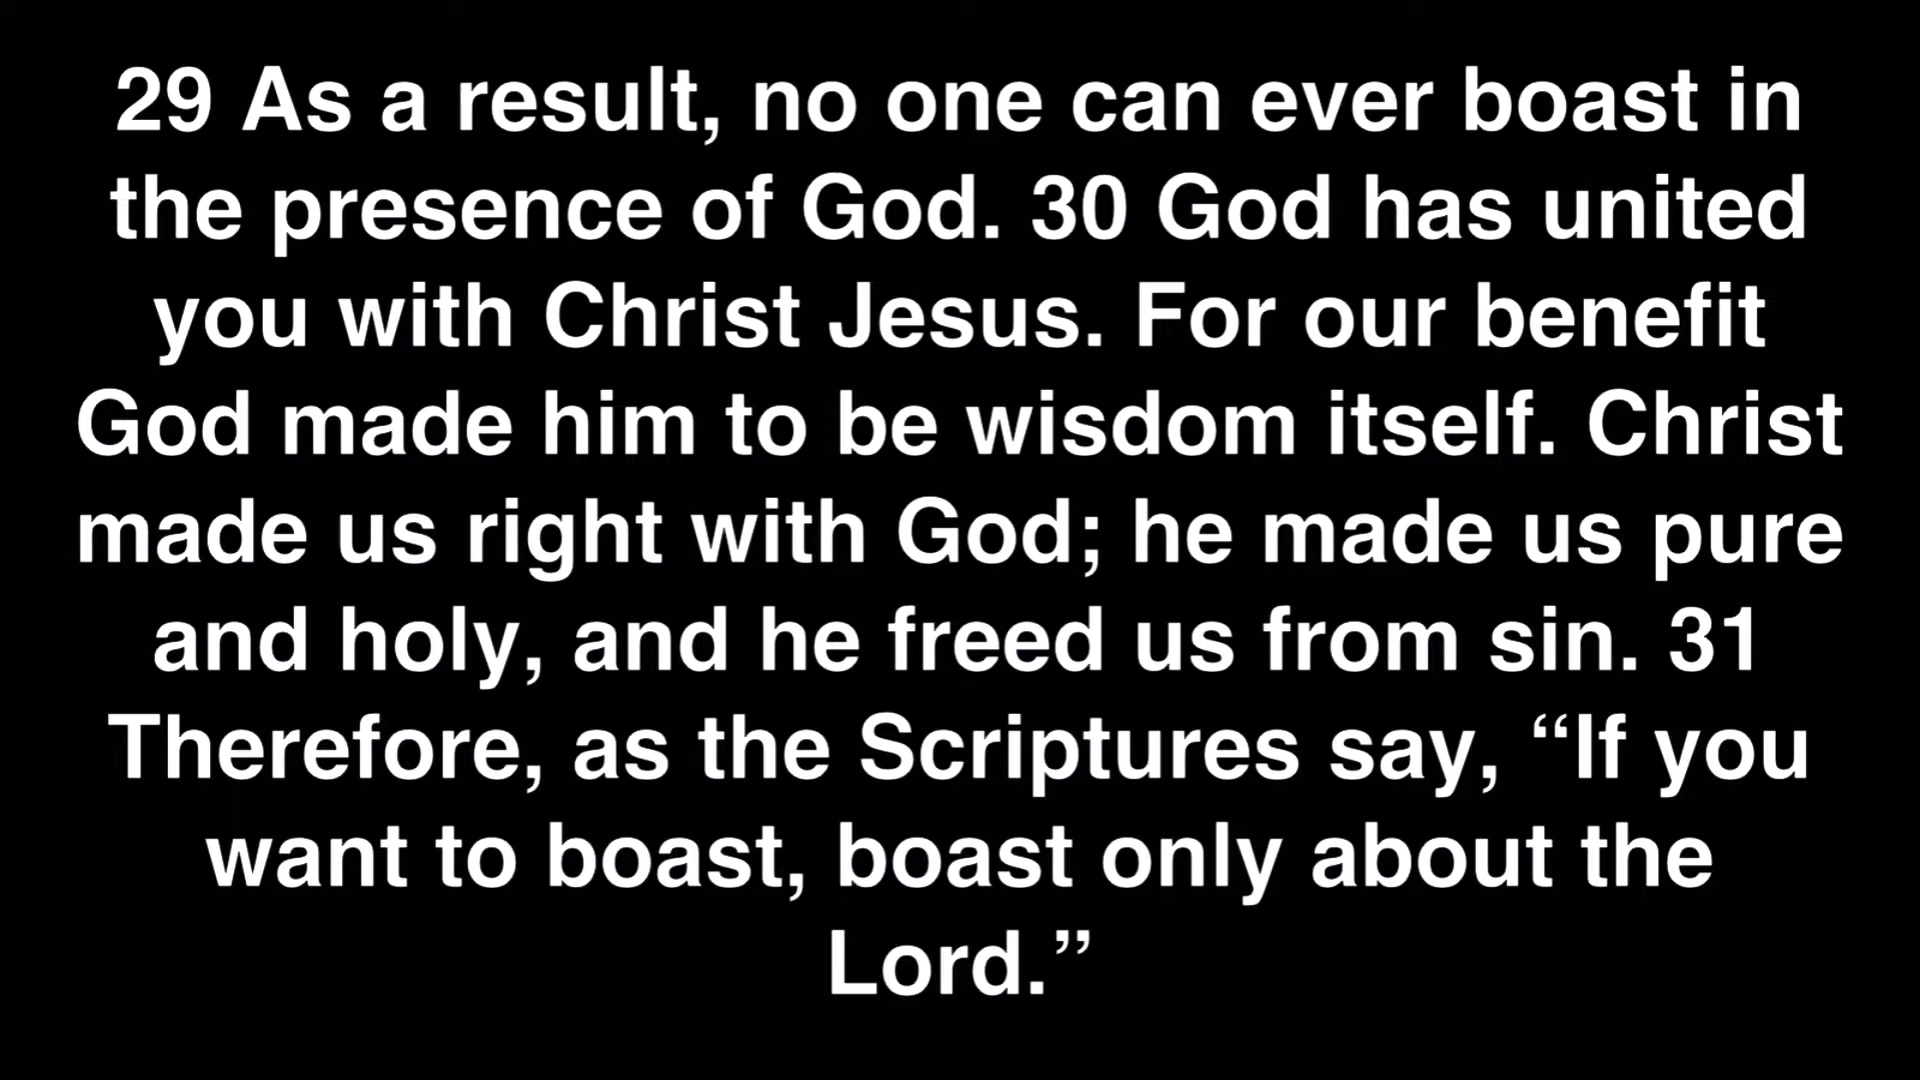 29 As a result, no one can ever boast in
the presence of God. 30 God has united
you with Christ Jesus. For our benefit
God made him to be wisdom itself. Christ
made us right with God; he made us pure
and holy, and he freed us from sin. 31
Therefore, as the Scriptures say, “If you
want to boast, boast only about the
Lord.”